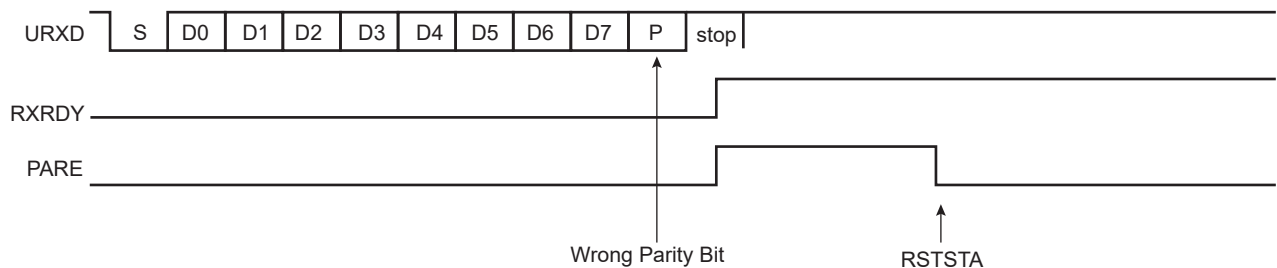 URXD S D0 D1 D2 D3 D4 D5 D6 D7 P stop
RXRDY
PARE
Wrong Parity Bit RSTSTA